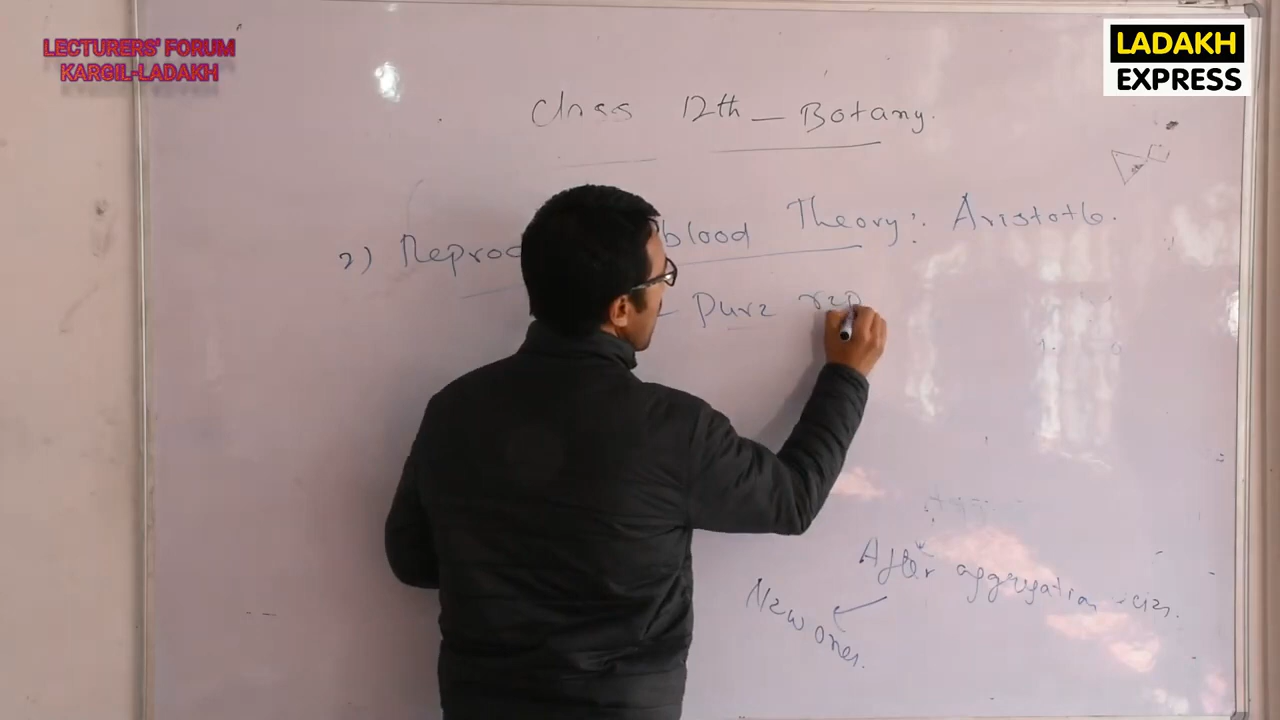 LECTURERS' FORUM
KARGIL-LADAKH
LADAKH
EXPRESS
Class 12th - Botany.
2) Reprod blood Theory: Aristotle.
- Pure rep
After aggregation
New ones.